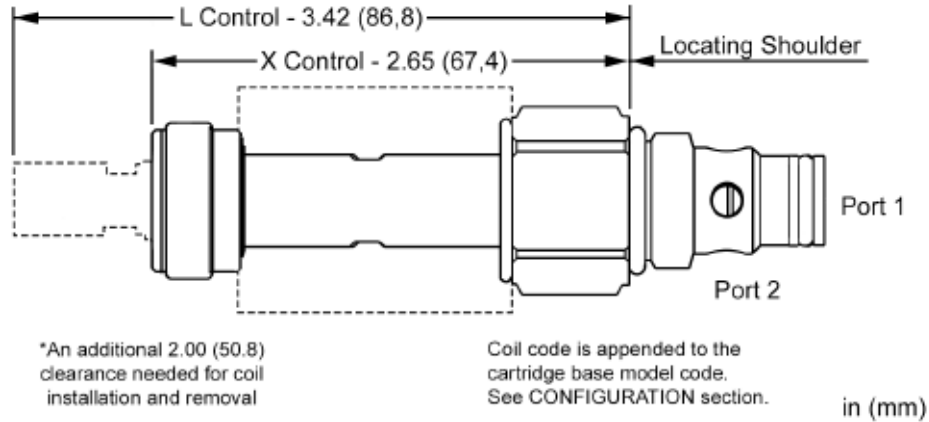 L Control - 3.42 (86,8)
X Control - 2.65 (67,4)
Locating Shoulder
Port 1
Port 2
*An additional 2.00 (50.8)
clearance needed for coil
installation and removal
Coil code is appended to the
cartridge base model code.
See CONFIGURATION section.
in (mm)